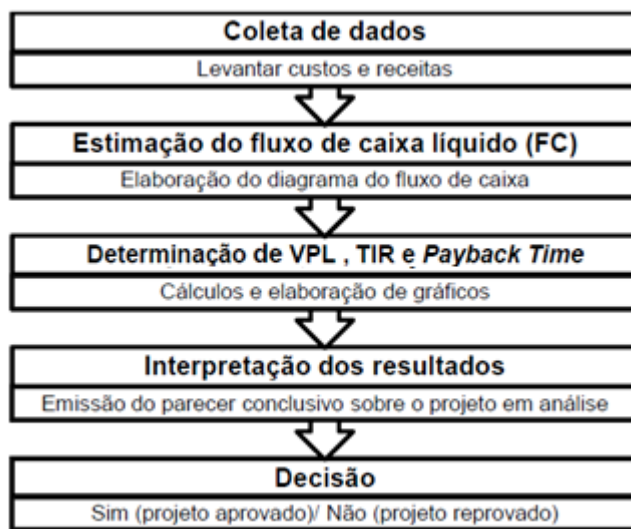 Coleta de dados
Levantar custos e receitas
Estimação do fluxo de caixa líquido (FC)
Elaboração do diagrama do fluxo de caixa
Determinação de VPL , TIR e Payback Time
Cálculos e elaboração de gráficos
Interpretação dos resultados
Emissão do parecer conclusivo sobre o projeto em análise
Decisão
Sim (projeto aprovado)/ Não (projeto reprovado)